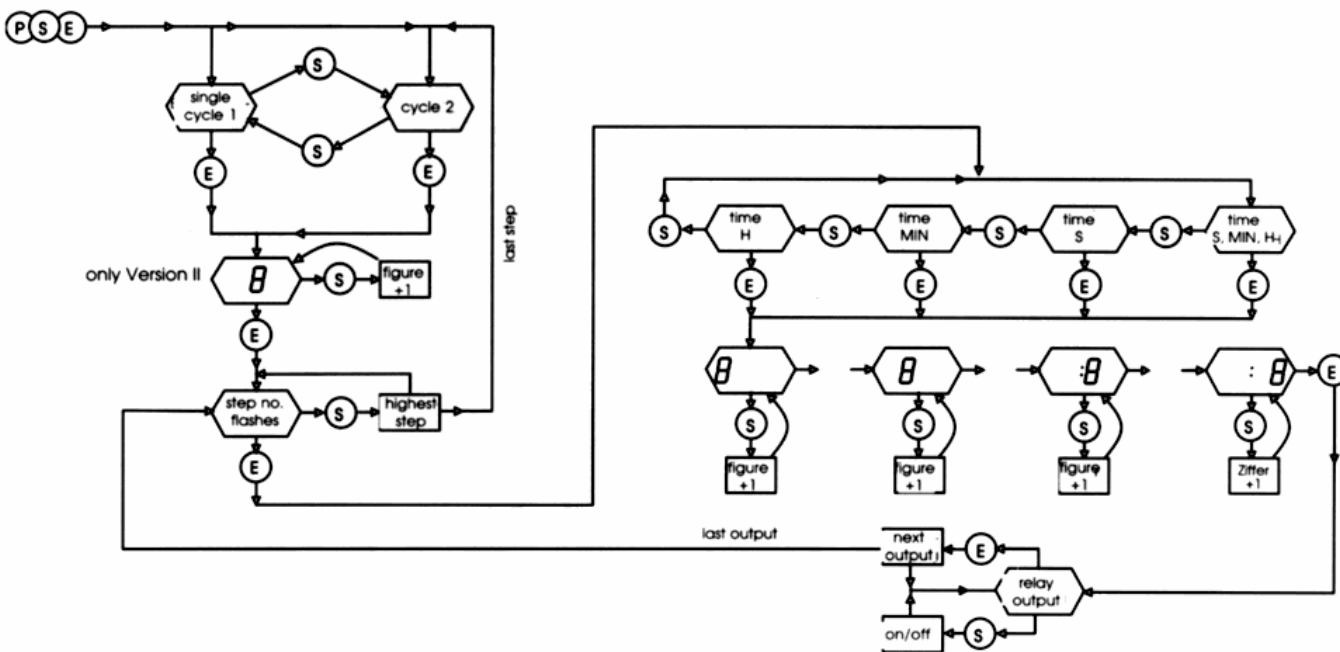 P S E
S
single
cycle 1
cycle 2
S
E
E
last step
time
H
time
MIN
time
S
time
S, MIN, H
S
S
S
S
only Version II
8
S
figure
+1
E
E
E
E
E
8
8
:8
: 8
E
step no.
flashes
S
highest
step
S
S
S
S
E
figure
+1
figure
+1
figure
+1
Ziffer
+1
last output
next
output
E
relay
output
on/off
S